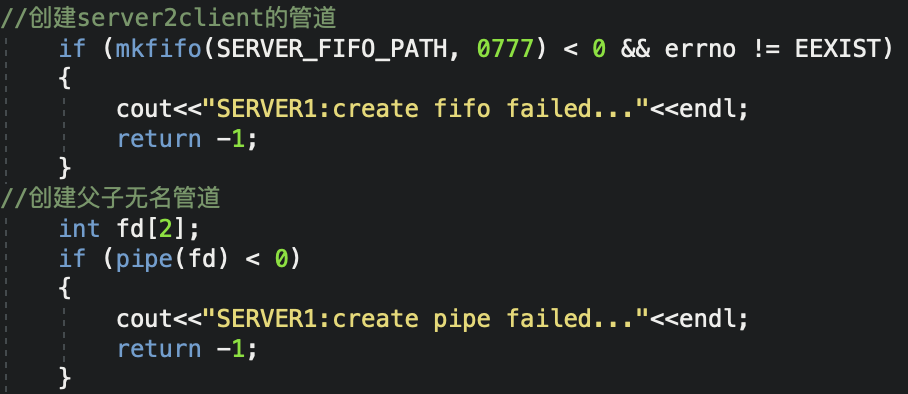 //创建server2client的管道
if (mkfifo(SERVER_FIFO_PATH, 0777) < 0 && errno != EEXIST)
{
cout<<"SERVER1:create fifo failed..."<<endl;
return -1;
}
//创建父子无名管道
int fd[2];
if (pipe(fd) < 0)
{
cout<<"SERVER1:create pipe failed..."<<endl;
return -1;
}